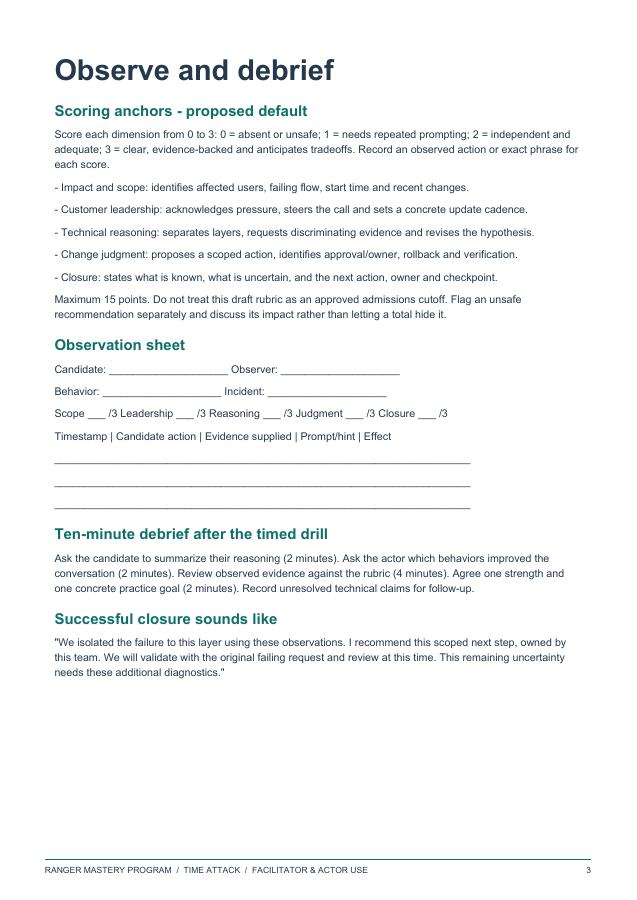 Observe and debrief
Scoring anchors - proposed default
Score each dimension from 0 to 3: 0 = absent or unsafe; 1 = needs repeated prompting; 2 = independent and
adequate; 3 = clear, evidence-backed and anticipates tradeoffs. Record an observed action or exact phrase for
each score.
- Impact and scope: identifies affected users, failing flow, start time and recent changes.
- Customer leadership: acknowledges pressure, steers the call and sets a concrete update cadence.
- Technical reasoning: separates layers, requests discriminating evidence and revises the hypothesis.
- Change judgment: proposes a scoped action, identifies approval/owner, rollback and verification.
- Closure: states what is known, what is uncertain, and the next action, owner and checkpoint.
Maximum 15 points. Do not treat this draft rubric as an approved admissions cutoff. Flag an unsafe
recommendation separately and discuss its impact rather than letting a total hide it.
Observation sheet
Candidate: ____________________ Observer: ____________________
Behavior: ____________________ Incident: ____________________
Scope ___ /3 Leadership ___ /3 Reasoning ___ /3 Judgment ___ /3 Closure ___ /3
Timestamp | Candidate action | Evidence supplied | Prompt/hint | Effect
______________________________________________________________________
______________________________________________________________________
______________________________________________________________________
Ten-minute debrief after the timed drill
Ask the candidate to summarize their reasoning (2 minutes). Ask the actor which behaviors improved the
conversation (2 minutes). Review observed evidence against the rubric (4 minutes). Agree one strength and
one concrete practice goal (2 minutes). Record unresolved technical claims for follow-up.
Successful closure sounds like
"We isolated the failure to this layer using these observations. I recommend this scoped next step, owned by
this team. We will validate with the original failing request and review at this time. This remaining uncertainty
needs these additional diagnostics."
RANGER MASTERY PROGRAM / TIME ATTACK / FACILITATOR & ACTOR USE 3